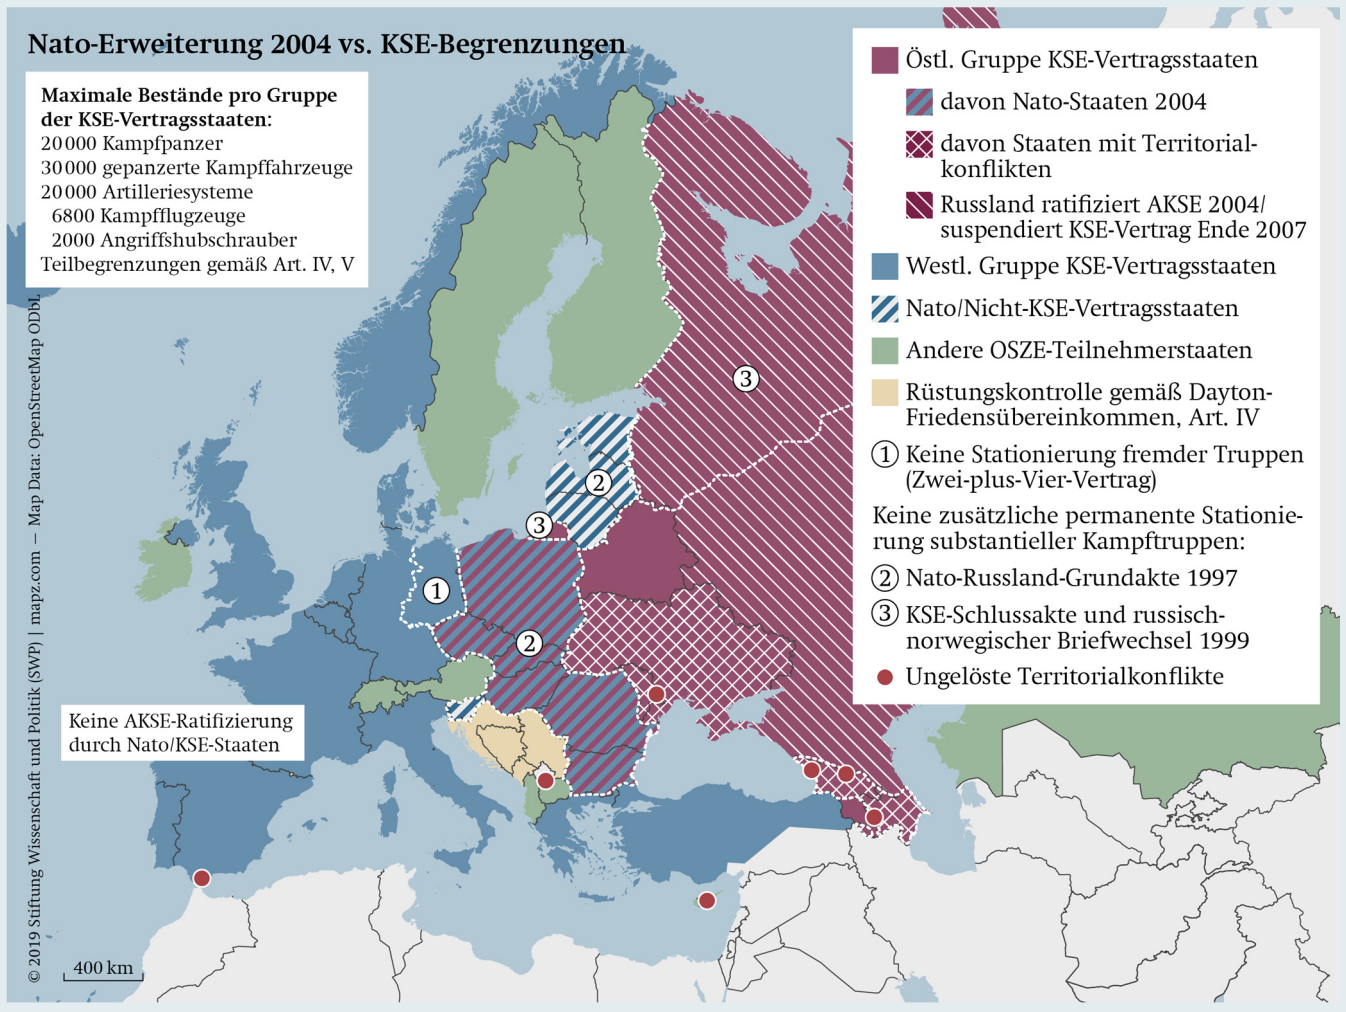 Nato-Erweiterung 2004 vs. KSE-Begrenzungen
Maximale Bestände pro Gruppe
der KSE-Vertragsstaaten:
20000 Kampfpanzer
30000 gepanzerte Kampffahrzeuge
20000 Artilleriesysteme
6800 Kampfflugzeuge
2000 Angriffshubschrauber
Teilbegrenzungen gemäß Art. IV, V
Östl. Gruppe KSE-Vertragsstaaten
davon Nato-Staaten 2004
davon Staaten mit Territorial-
konflikten
Russland ratifiziert AKSE 2004/
suspendiert KSE-Vertrag Ende 2007
Westl. Gruppe KSE-Vertragsstaaten
Nato/Nicht-KSE-Vertragsstaaten
Andere OSZE-Teilnehmerstaaten
Rüstungskontrolle gemäß Dayton-
Friedensübereinkommen, Art. IV
1 Keine Stationierung fremder Truppen
(Zwei-plus-Vier-Vertrag)
Keine zusätzliche permanente Stationie-
rung substantieller Kampftruppen:
2 Nato-Russland-Grundakte 1997
3 KSE-Schlussakte und russisch-
norwegischer Briefwechsel 1999
Ungelöste Territorialkonflikte
3
2
3
1
2
Keine AKSE-Ratifizierung
durch Nato/KSE-Staaten
400 km
© 2019 Stiftung Wissenschaft und Politik (SWP) | mapz.com – Map Data: OpenStreetMap ODbL